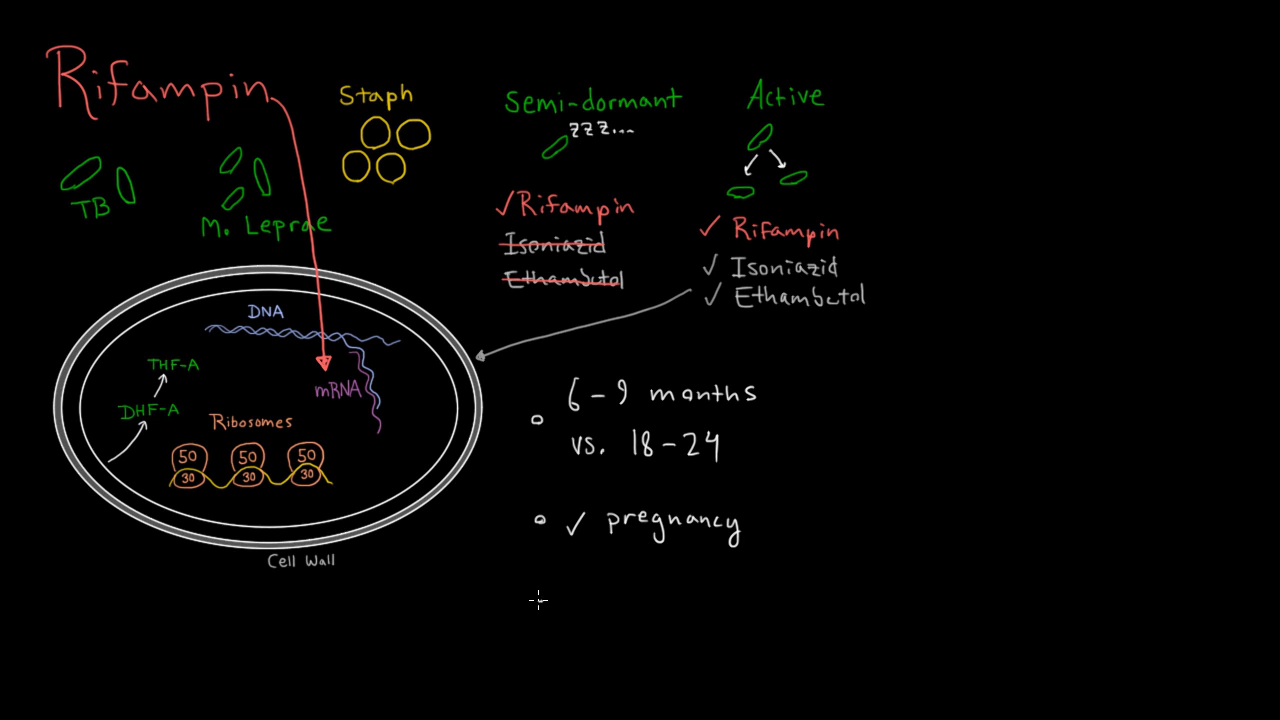 Rifampin
Staph
TB
M. Leprae
Semi-dormant
zzz...
✓Rifampin
Isoniazid
Ethambutol
Active
✓ Rifampin
✓ Isoniazid
✓ Ethambutol
DNA
THF-A
DHF-A
mRNA
Ribosomes
50 50 50
30 30 30
Cell Wall
6-9 months
vs. 18-24
✓ pregnancy